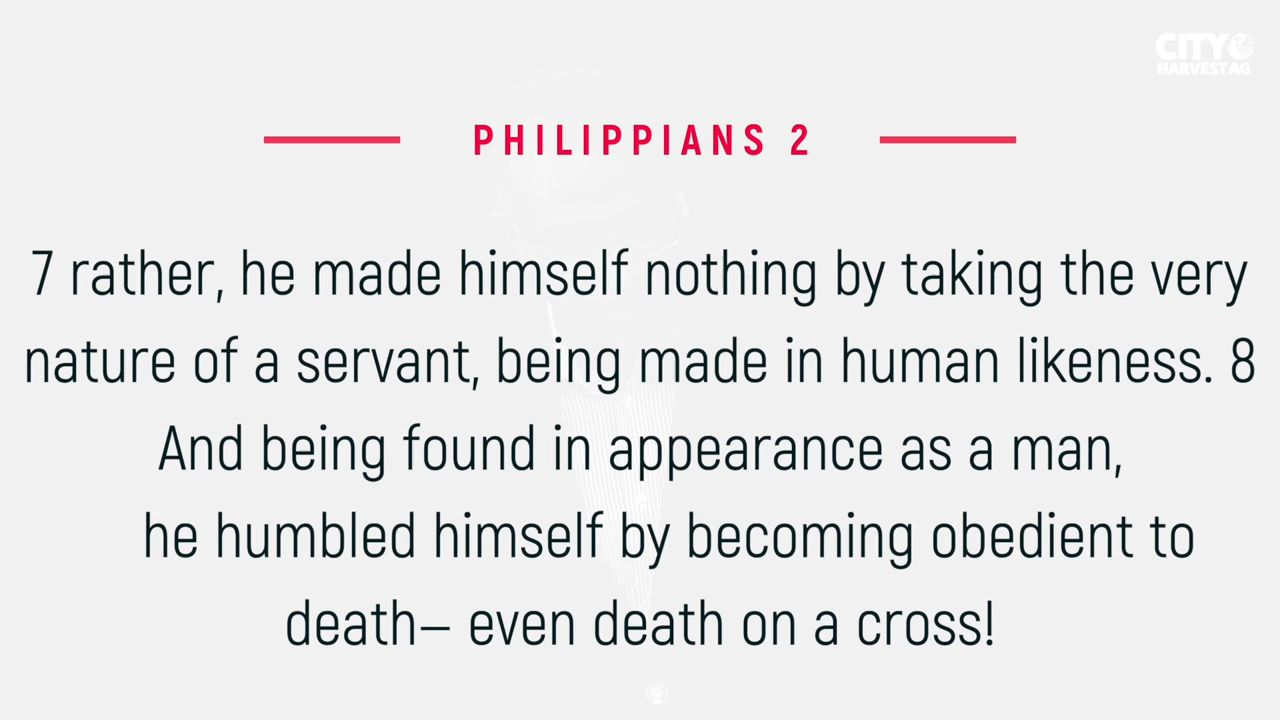 CITY
HARVEST AG
PHILIPPIANS 2
7 rather, he made himself nothing by taking the very
nature of a servant, being made in human likeness. 8
And being found in appearance as a man,
he humbled himself by becoming obedient to
death— even death on a cross!